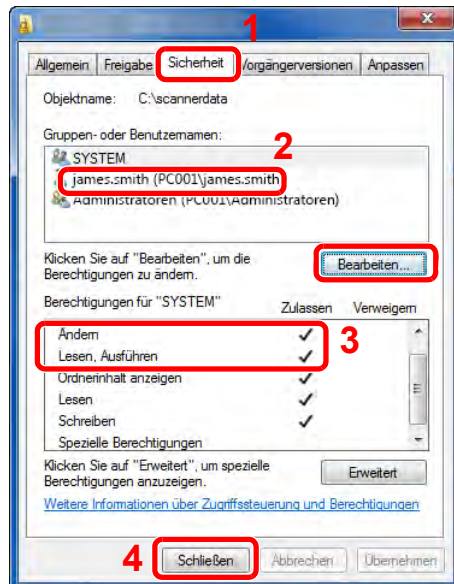 1
Allgemein Freigabe Sicherheit Vorgängerversionen Anpassen
Objektname: C:\scannerdata
Gruppen- oder Benutzernamen:
2
SYSTEM
james.smith (PC001\james.smith)
Administratoren (PC001\Administratoren)
Klicken Sie auf "Bearbeiten", um die
Berechtigungen zu ändern.
Bearbeiten...
Berechtigungen für "SYSTEM" Zulassen Verweigern
Ändern
3
Lesen, Ausführen
Ordnerinhalt anzeigen
Lesen
Schreiben
Spezielle Berechtigungen
Klicken Sie auf "Erweitert", um spezielle
Berechtigungen anzuzeigen.
Erweitert
Weitere Informationen über Zugriffssteuerung und Berechtigungen
4 Schließen Abbrechen Übernehmen